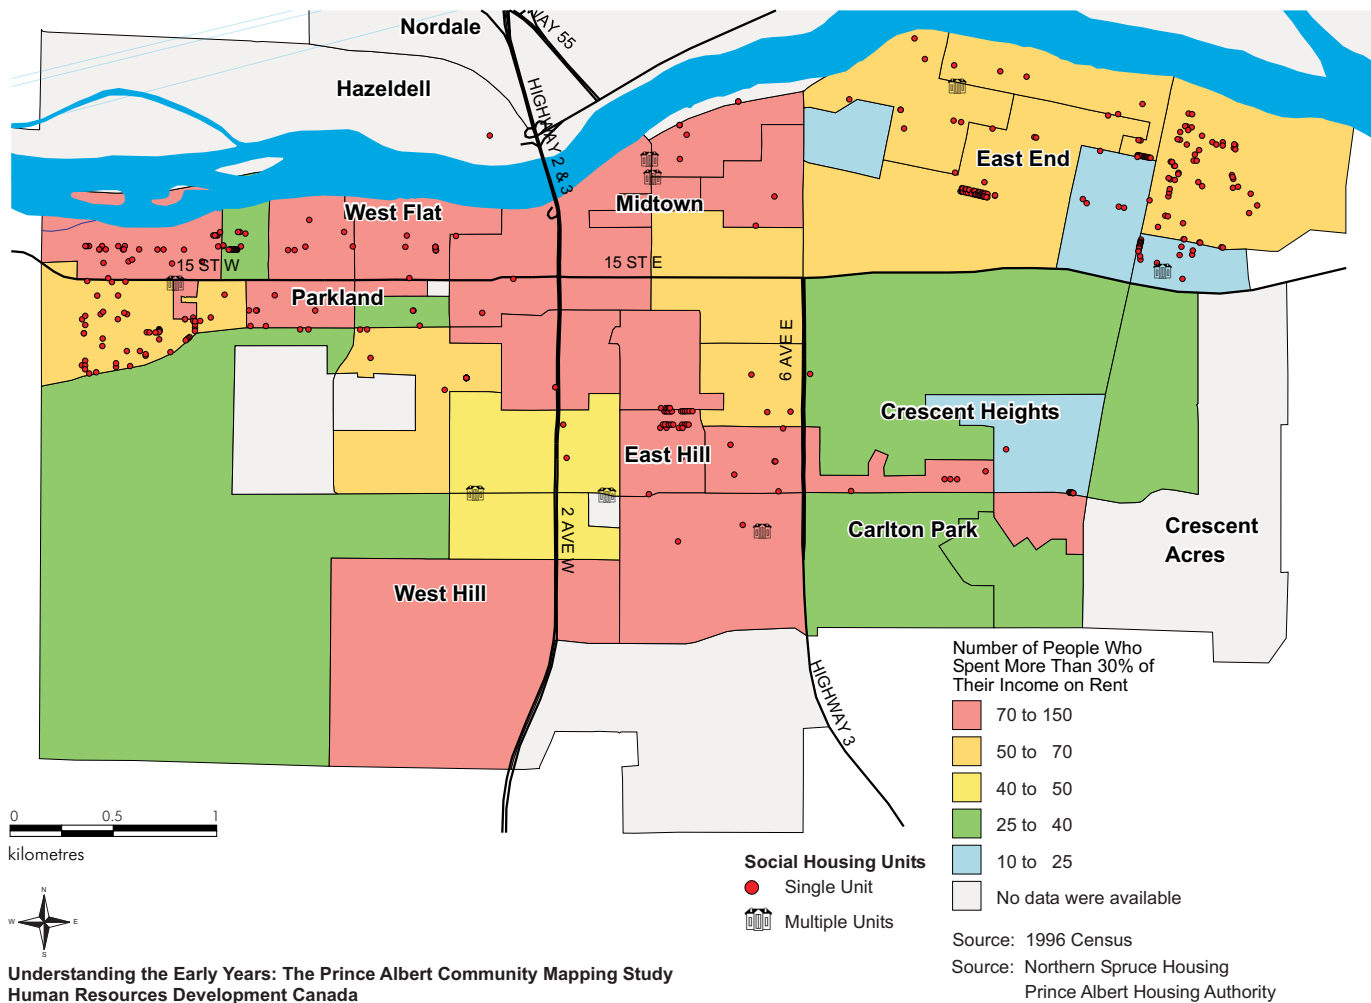 Nordale
WAY 55
Hazeldell
HIGHWAY 2 & 3
East End
West Flat
Midtown
15 ST W
15 ST E
Parkland
6 AVE E
Crescent Heights
East Hill
2 AVE W
Carlton Park
Crescent
Acres
West Hill
HIGHWAY 3
Number of People Who
Spent More Than 30% of
Their Income on Rent
70 to 150
50 to 70
40 to 50
25 to 40
10 to 25
No data were available
0 0.5 1
kilometres
Social Housing Units
Single Unit
Multiple Units
N
W E
S
Source: 1996 Census
Source: Northern Spruce Housing
Prince Albert Housing Authority
Understanding the Early Years: The Prince Albert Community Mapping Study
Human Resources Development Canada